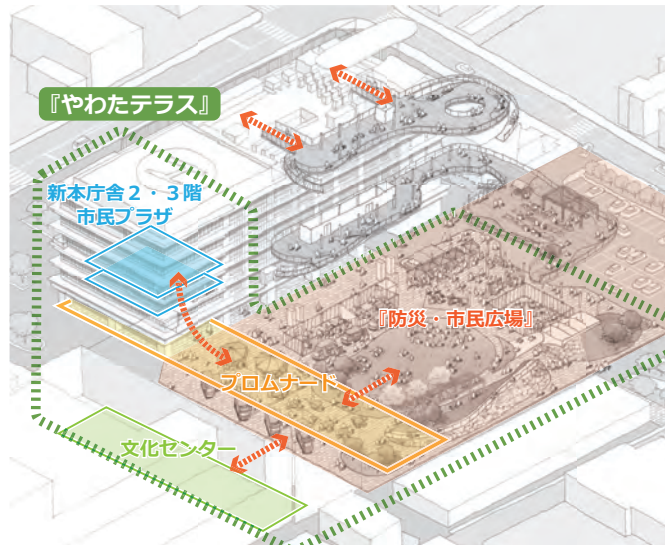 『やわたテラス』
新本庁舎２・３階
市民プラザ
『防災・市民広場』
プロムナード
文化センター